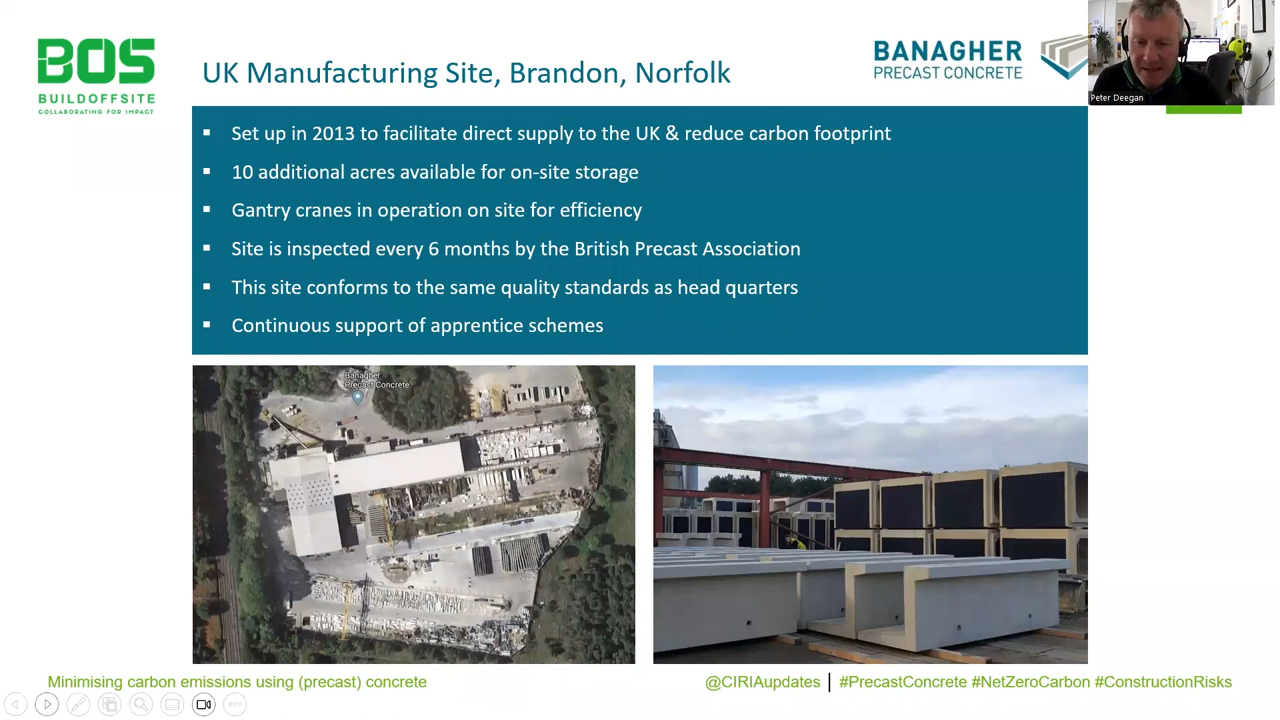 BOS
BUILDOFFSITE
COLLABORATING FOR IMPACT
UK Manufacturing Site, Brandon, Norfolk
BANAGHER
PRECAST CONCRETE
Peter Deegan
▪ Set up in 2013 to facilitate direct supply to the UK & reduce carbon footprint
▪ 10 additional acres available for on-site storage
▪ Gantry cranes in operation on site for efficiency
▪ Site is inspected every 6 months by the British Precast Association
▪ This site conforms to the same quality standards as head quarters
▪ Continuous support of apprentice schemes
Banagher
Precast Concrete
Minimising carbon emissions using (precast) concrete
@CIRIAupdates | #PrecastConcrete #NetZeroCarbon #ConstructionRisks